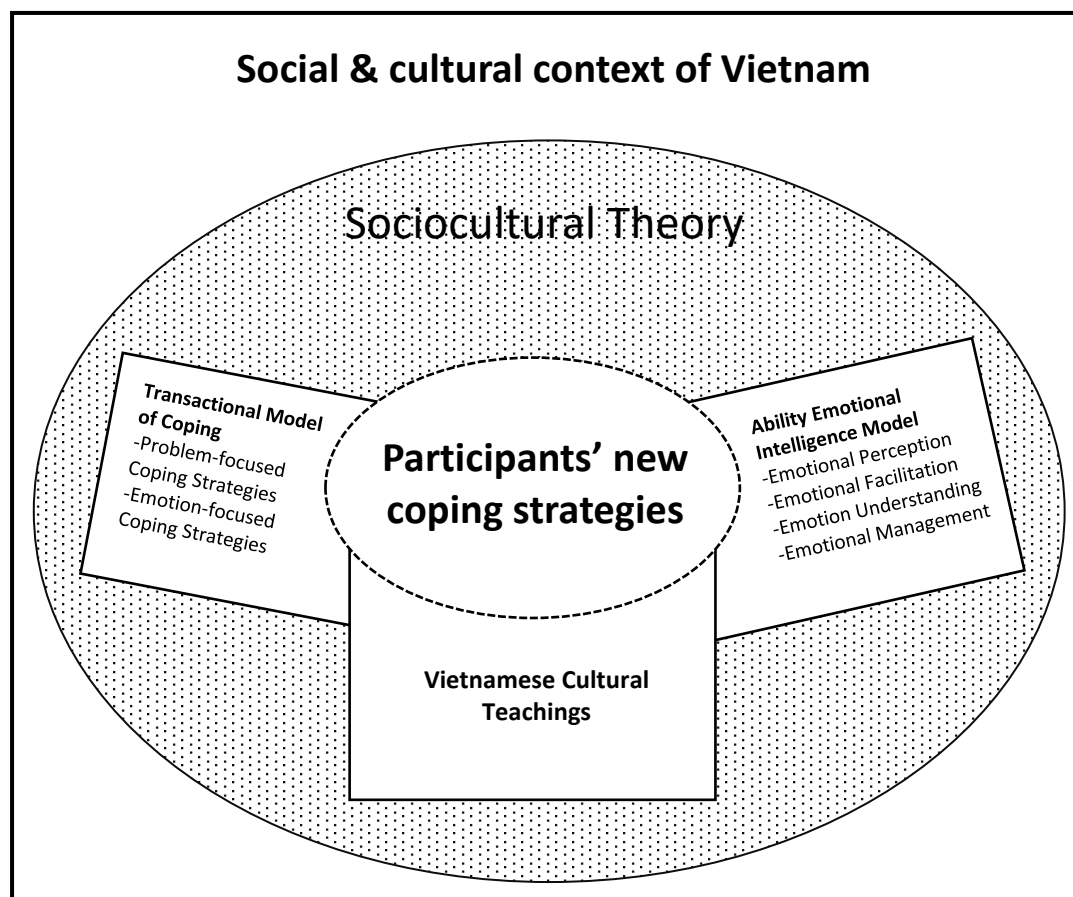 Social & cultural context of Vietnam
Sociocultural Theory
Transactional Model
of Coping
-Problem-focused
Coping Strategies
-Emotion-focused
Coping Strategies
Participants’ new
coping strategies
Ability Emotional
Intelligence Model
-Emotional Perception
-Emotional Facilitation
-Emotion Understanding
-Emotional Management
Vietnamese Cultural
Teachings